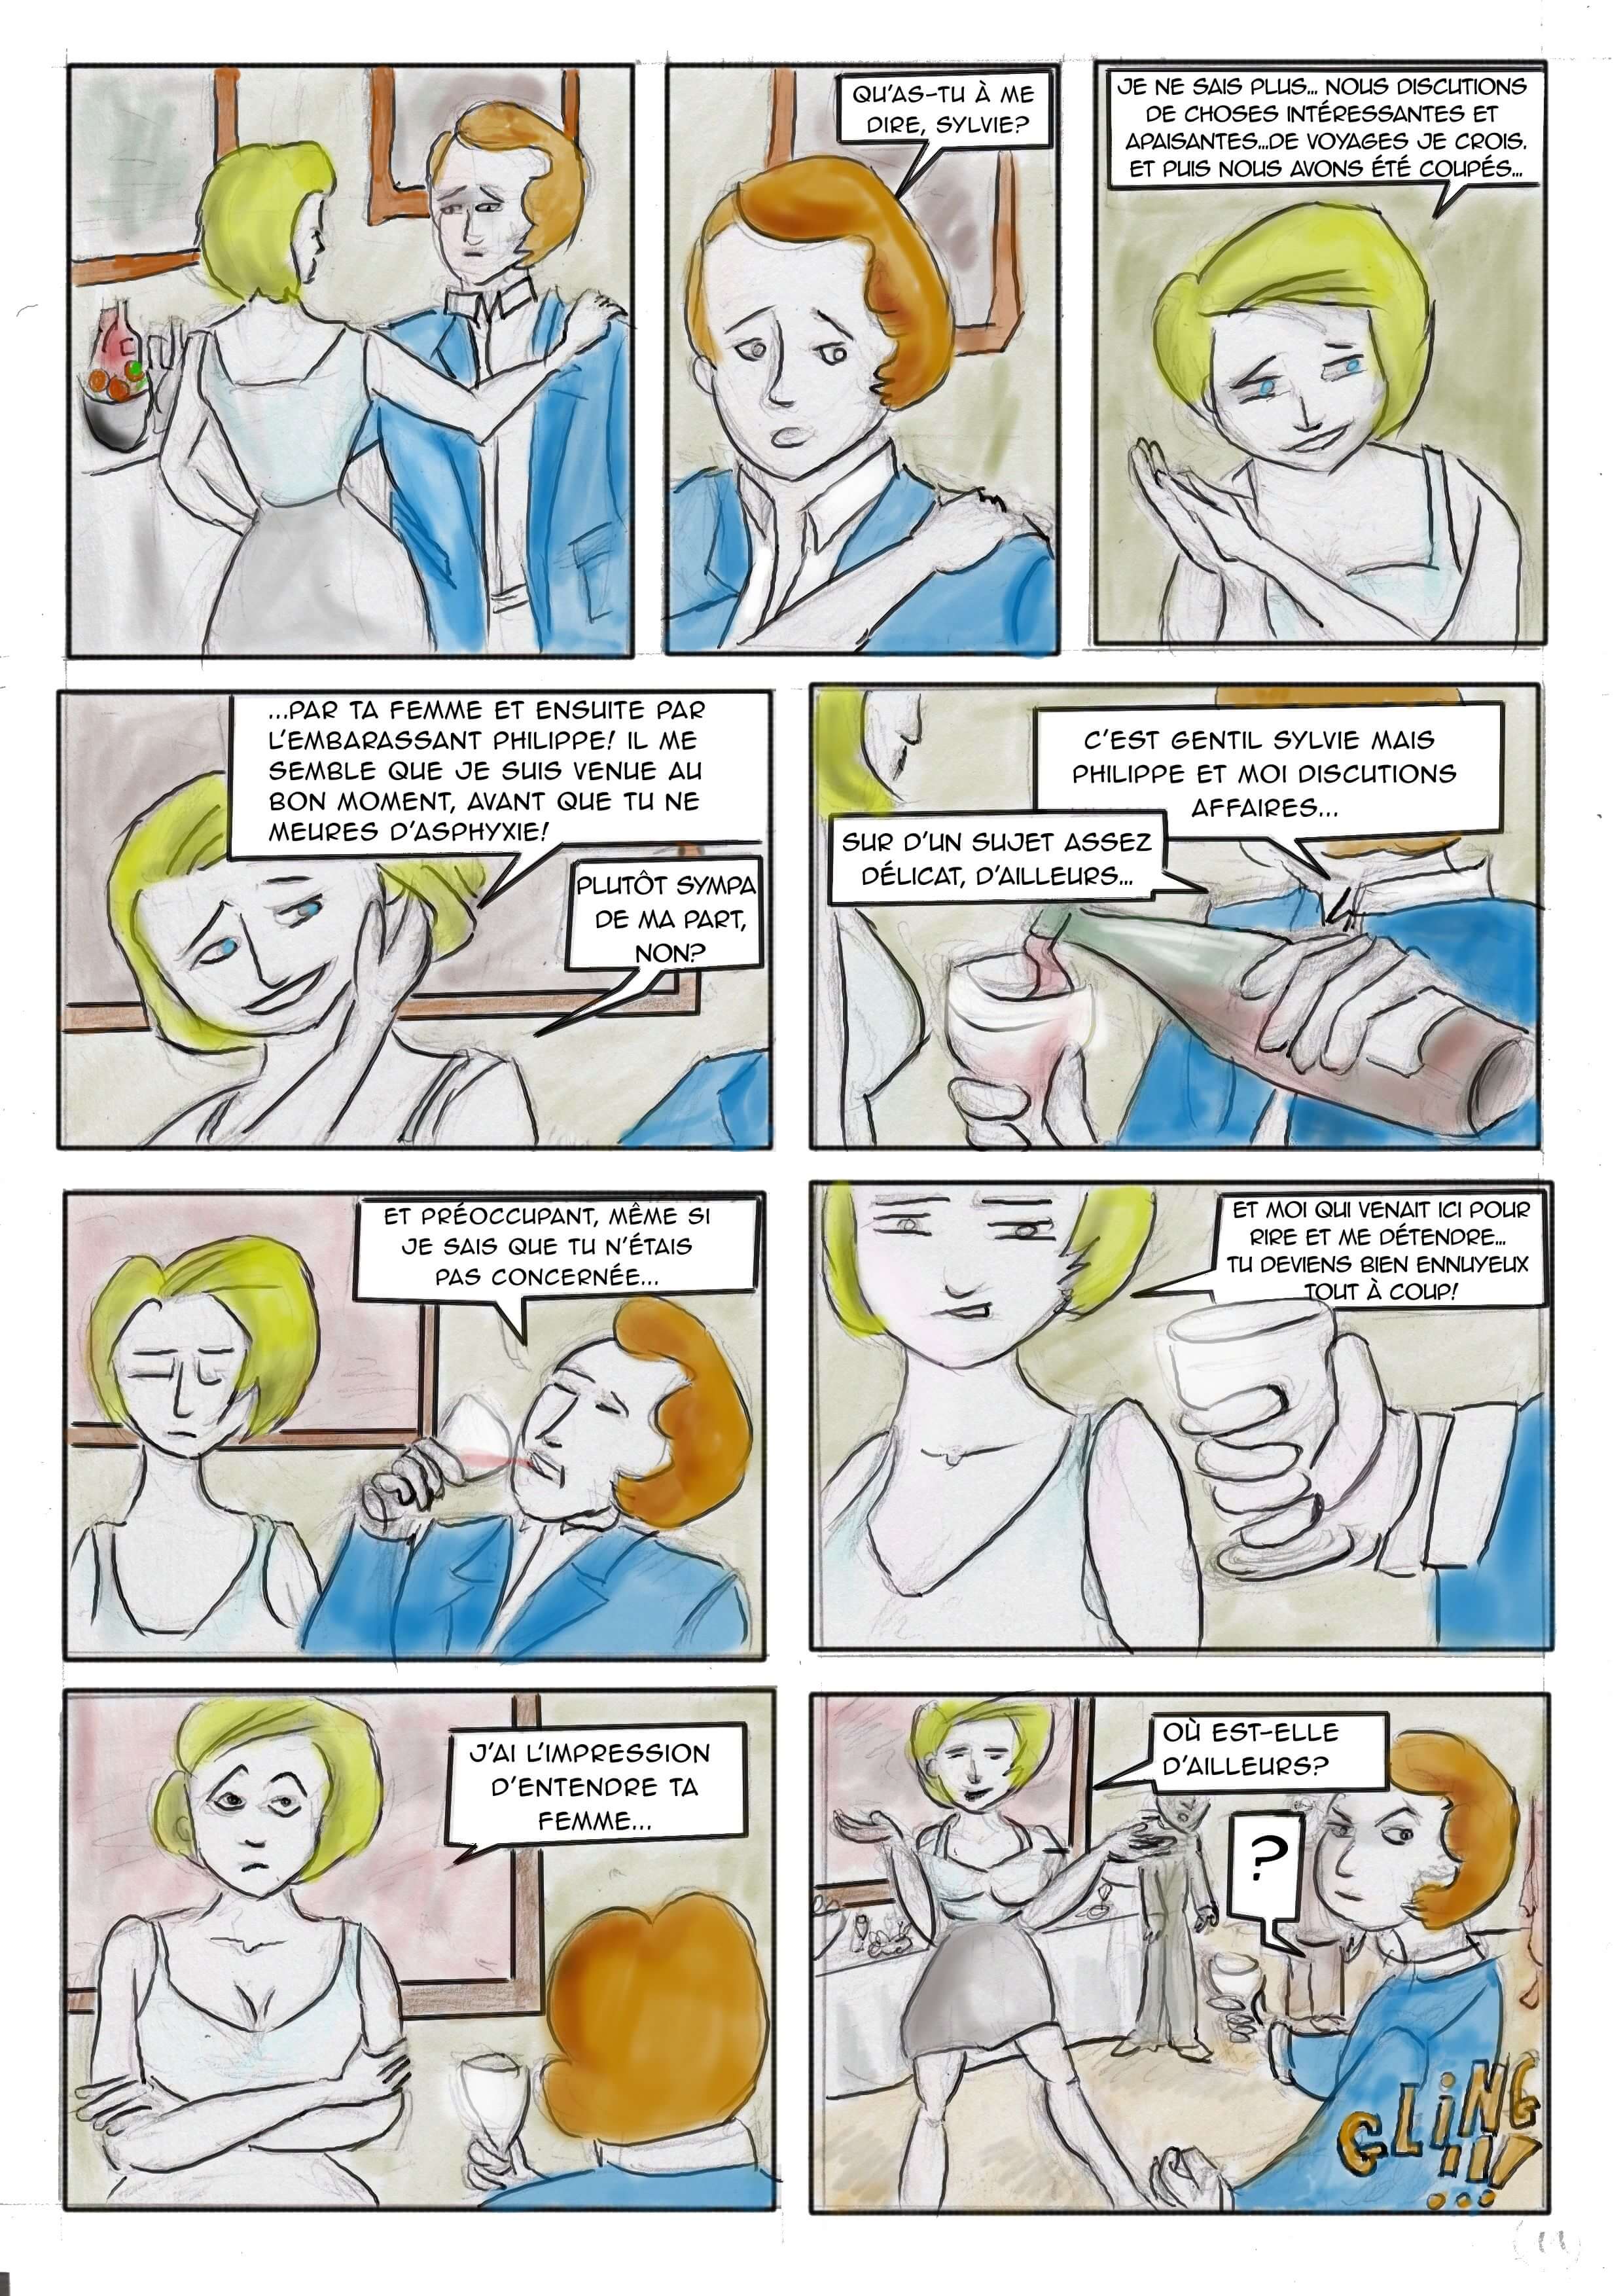 QU'AS-TU À ME
DIRE, SYLVIE?
JE NE SAIS PLUS... NOUS DISCUTIONS
DE CHOSES INTÉRESSANTES ET
APAISANTES...DE VOYAGES JE CROIS.
ET PUIS NOUS AVONS ÉTÉ COUPÉS...
...PAR TA FEMME ET ENSUITE PAR
L'EMBARASSANT PHILIPPE! IL ME
SEMBLE QUE JE SUIS VENUE AU
BON MOMENT, AVANT QUE TU NE
MEURES D'ASPHYXIE!
PLUTÔT SYMPA
DE MA PART,
NON?
C'EST GENTIL SYLVIE MAIS
PHILIPPE ET MOI DISCUTIONS
AFFAIRES...
SUR D'UN SUJET ASSEZ
DÉLICAT, D'AILLEURS...
ET PRÉOCCUPANT, MÊME SI
JE SAIS QUE TU N'ÉTAIS
PAS CONCERNÉE...
ET MOI QUI VENAIT ICI POUR
RIRE ET ME DÉTENDRE...
TU DEVIENS BIEN ENNUYEUX
TOUT À COUP!
J'AI L'IMPRESSION
D'ENTENDRE TA
FEMME...
OÙ EST-ELLE
D'AILLEURS?
?
GLING
!!!
...
11